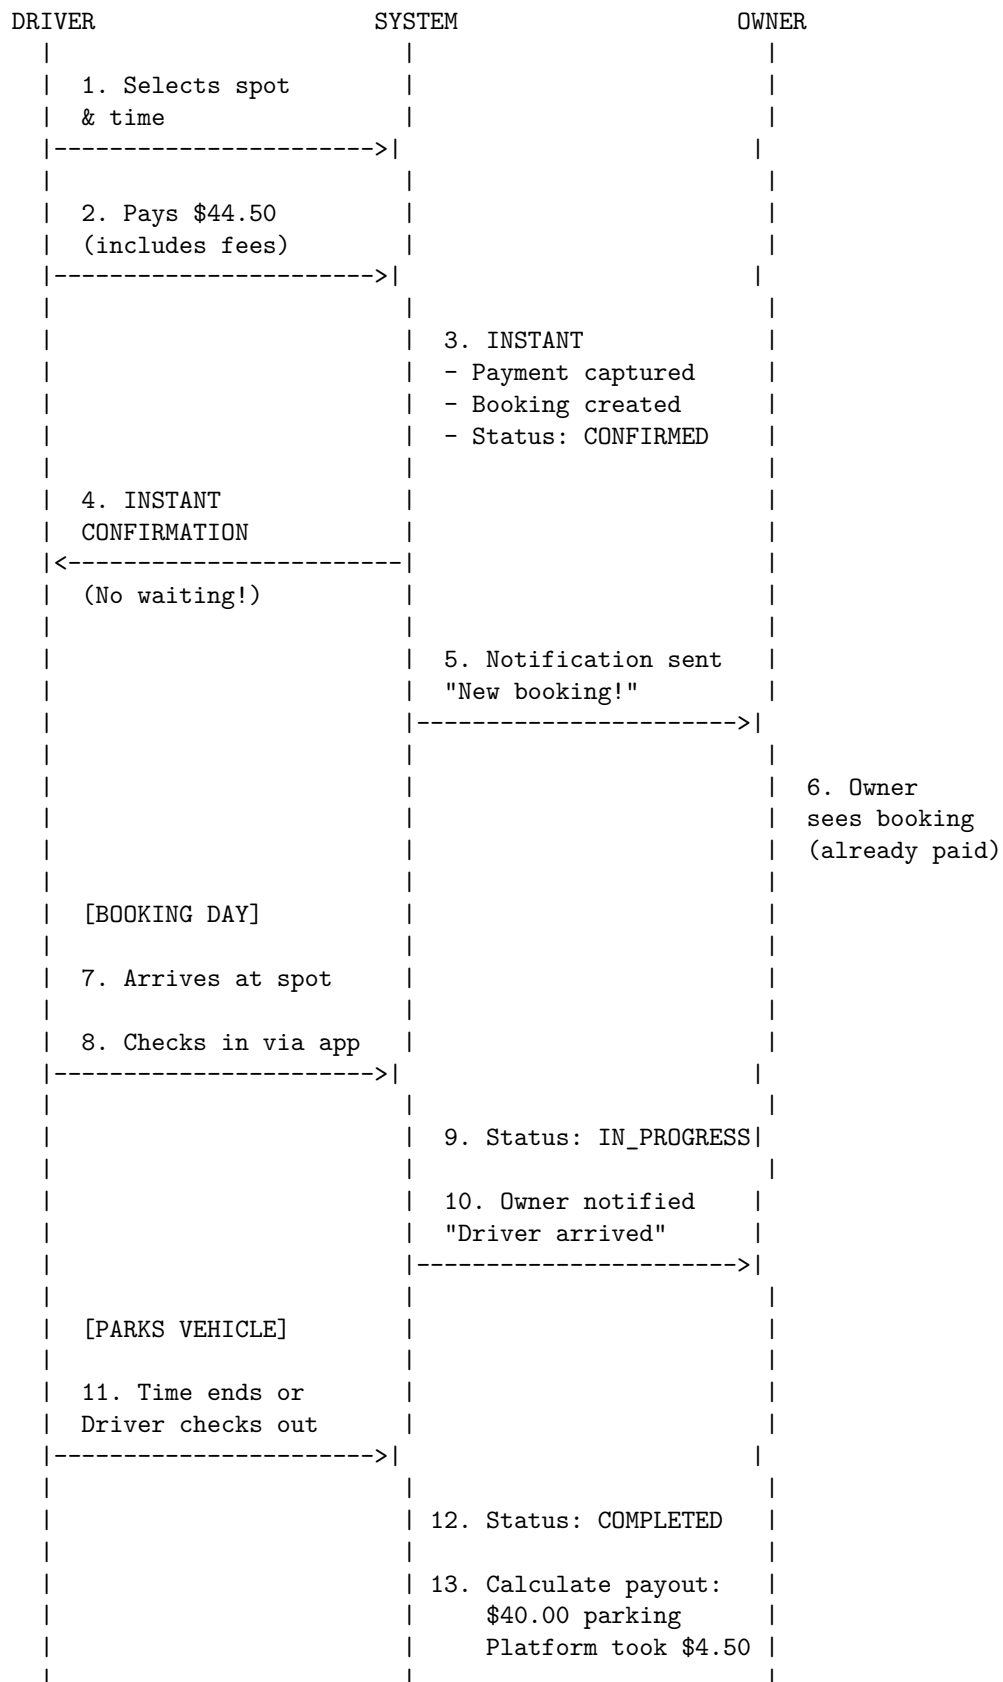 DRIVER SYSTEM OWNER
1. Selects spot
& time
2. Pays $44.50
(includes fees)
3. INSTANT
- Payment captured
- Booking created
- Status: CONFIRMED
4. INSTANT
CONFIRMATION
(No waiting!)
5. Notification sent
"New booking!"
6. Owner
sees booking
(already paid)
[BOOKING DAY]
7. Arrives at spot
8. Checks in via app
9. Status: IN_PROGRESS
10. Owner notified
"Driver arrived"
[PARKS VEHICLE]
11. Time ends or
Driver checks out
12. Status: COMPLETED
13. Calculate payout:
$40.00 parking
Platform took $4.50